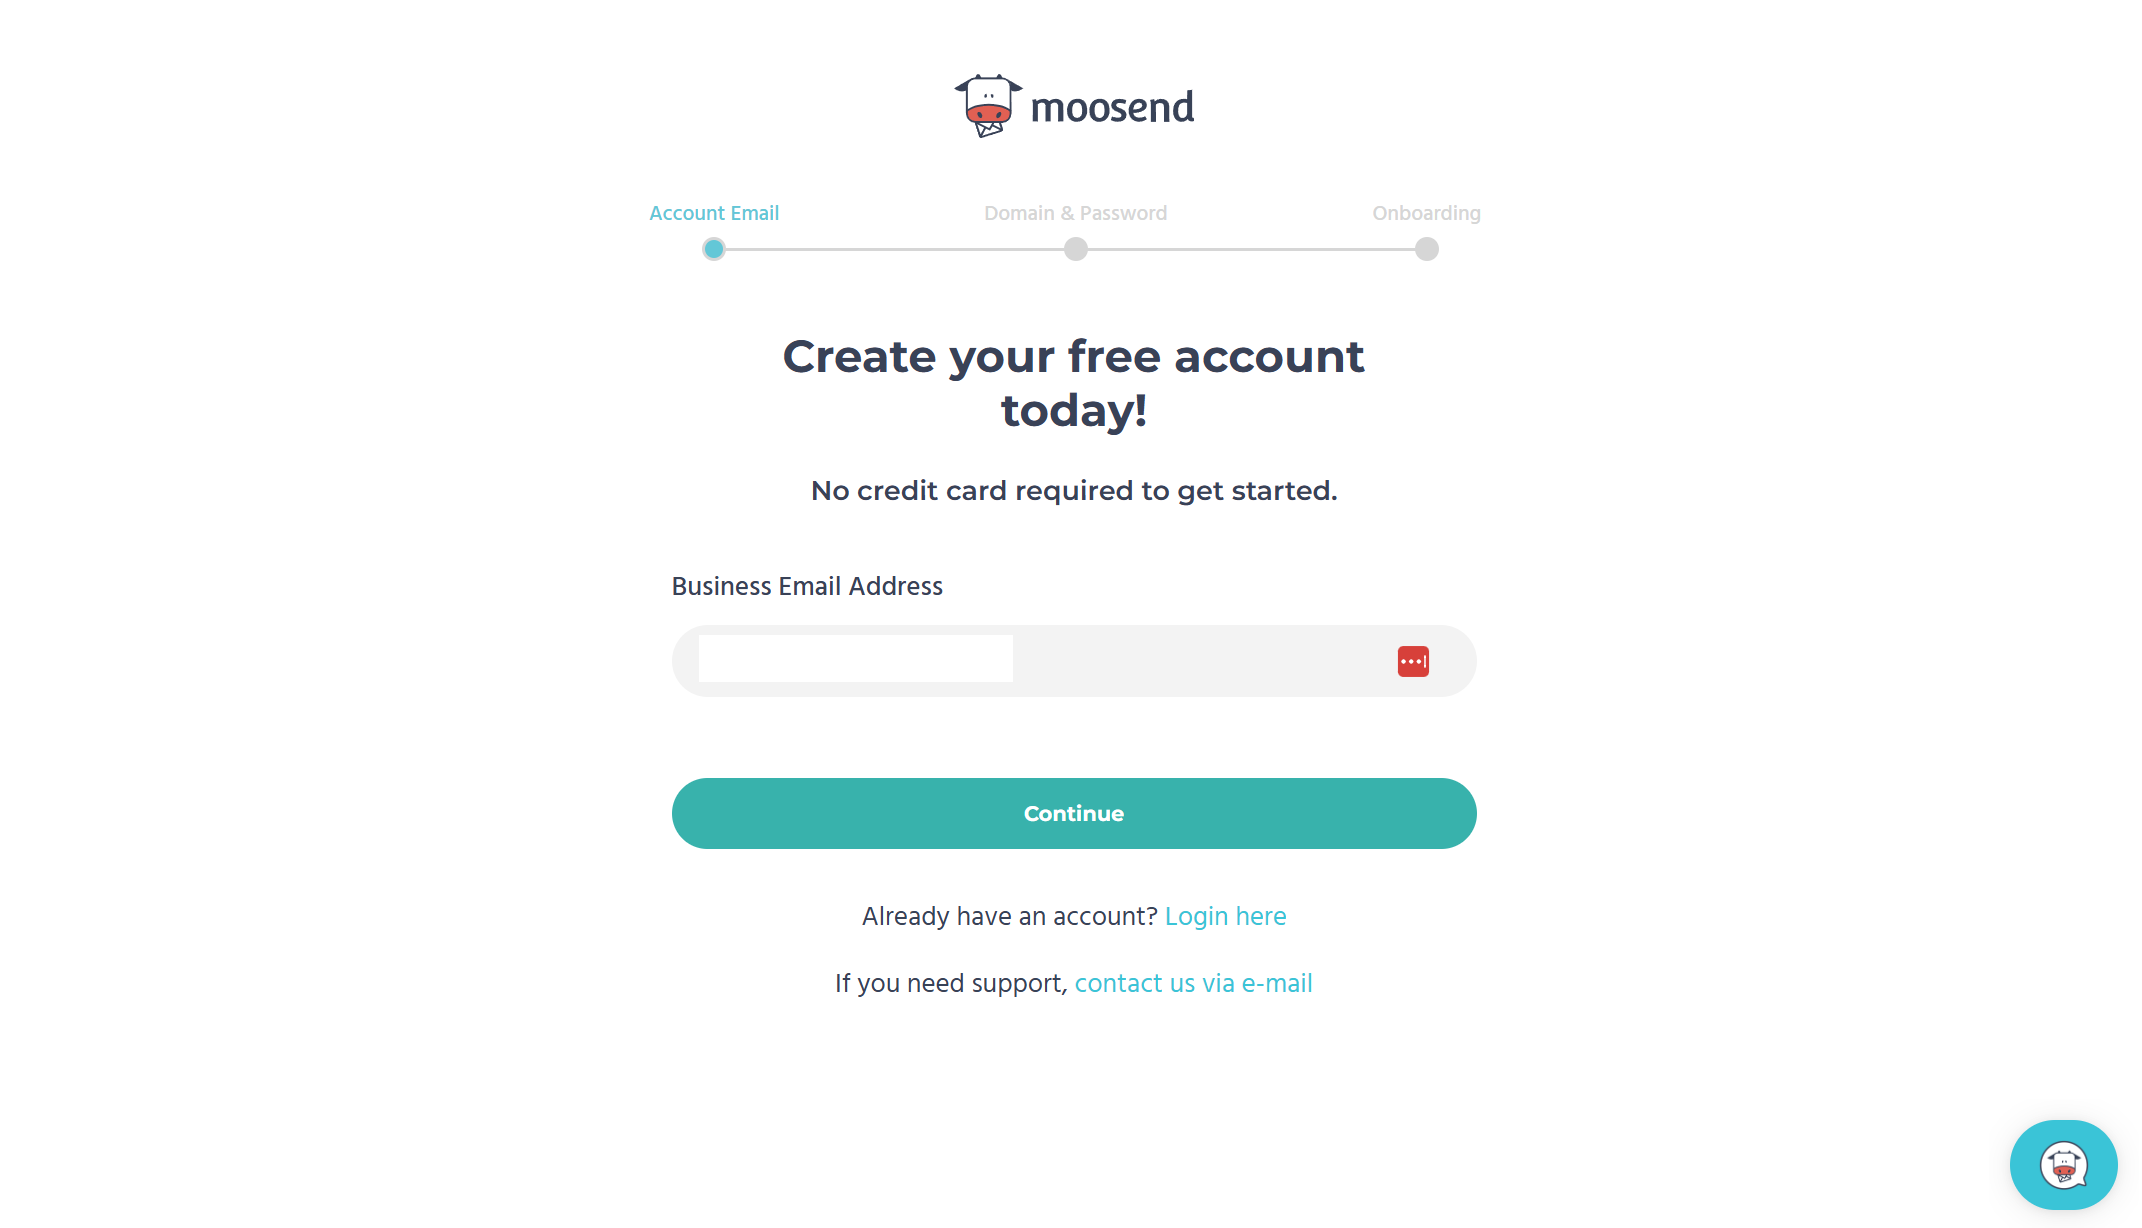 moosend
Account Email
Domain & Password
Onboarding
Create your free account
today!
No credit card required to get started.
Business Email Address
Continue
Already have an account? Login here
If you need support, contact us via e-mail